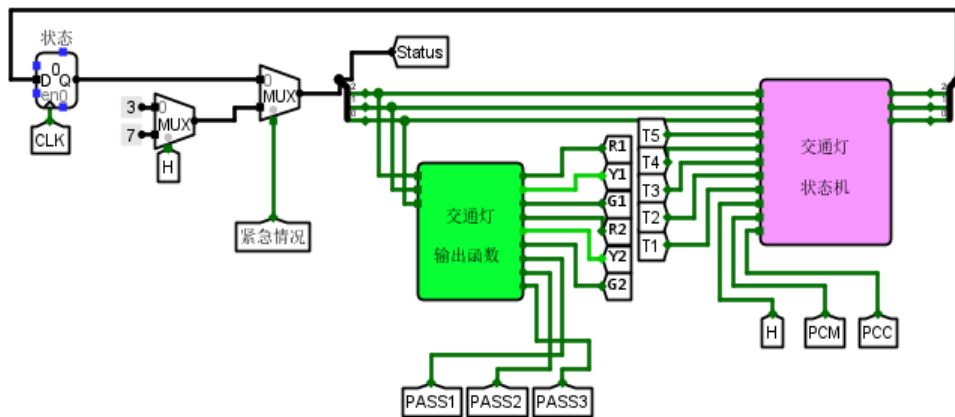 状态
0
D Q
en0
CLK
3
7
0
MUX
H
0
MUX
紧急情况
Status
2
1
0
交通灯
输出函数
R1
Y1
G1
R2
Y2
G2
T5
T4
T3
T2
T1
交通灯
状态机
2
1
0
H
PCM
PCC
PASS1
PASS2
PASS3